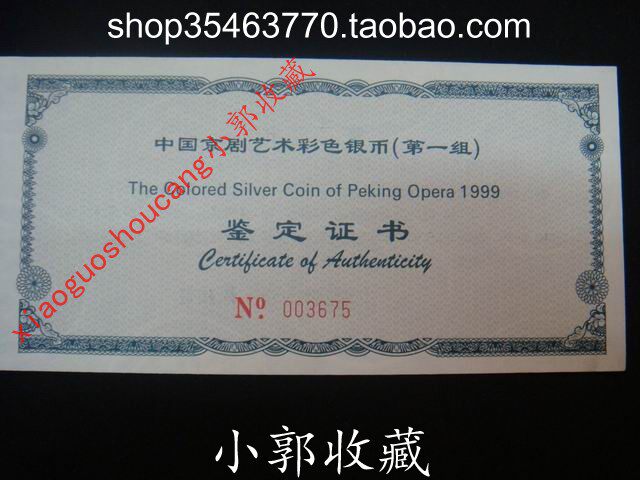 shop35463770.taobao.com
中国京剧艺术彩色银币(第一组)
The Colored Silver Coin of Peking Opera 1999
鉴定证书
Certificate of Authenticity
Nº 003675
xiaoguoshoucang小郭收藏
小郭收藏